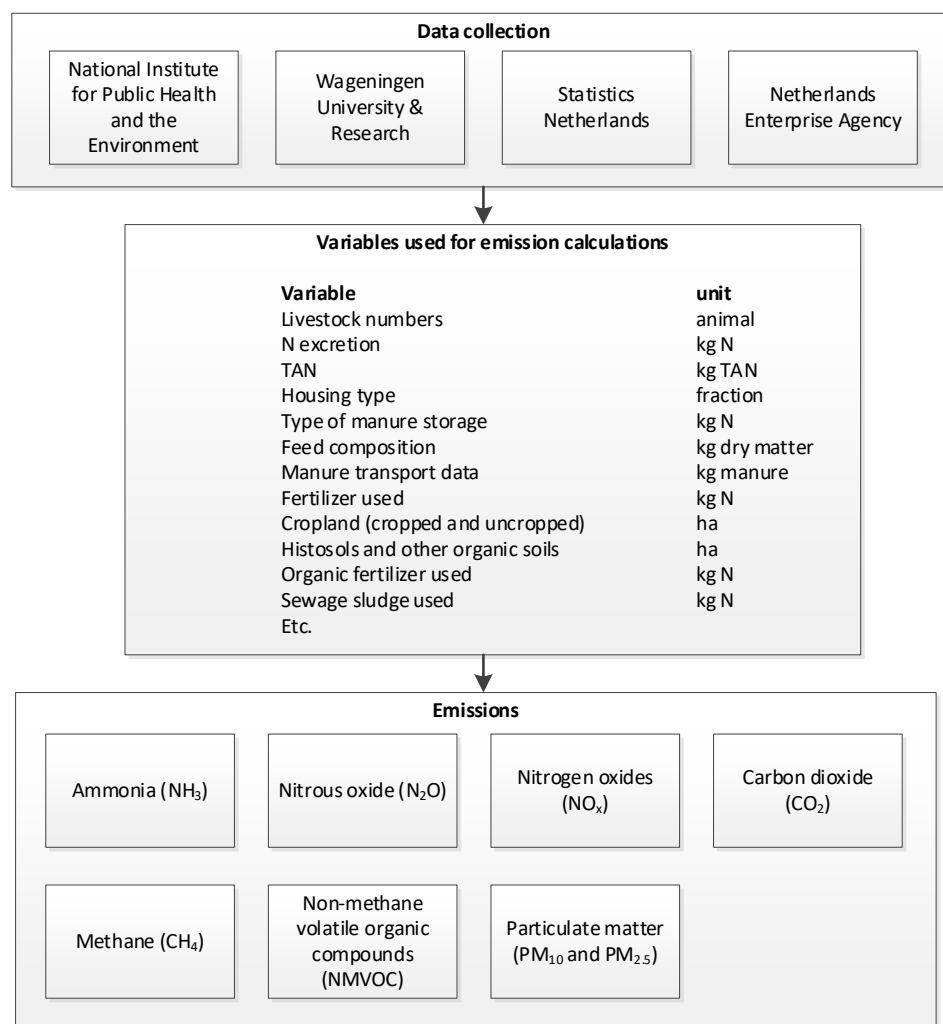 Data collection
National Institute
for Public Health
and the
Environment
Wageningen
University &
Research
Statistics
Netherlands
Netherlands
Enterprise Agency
Variables used for emission calculations
Variable unit
Livestock numbers animal
N excretion kg N
TAN kg TAN
Housing type fraction
Type of manure storage kg N
Feed composition kg dry matter
Manure transport data kg manure
Fertilizer used kg N
Cropland (cropped and uncropped) ha
Histosols and other organic soils ha
Organic fertilizer used kg N
Sewage sludge used kg N
Etc.
Emissions
Ammonia (NH₃)
Nitrous oxide (N₂O)
Nitrogen oxides
(NOₓ)
Carbon dioxide
(CO₂)
Methane (CH₄)
Non-methane
volatile organic
compounds
(NMVOC)
Particulate matter
(PM₁₀ and PM₂.₅)